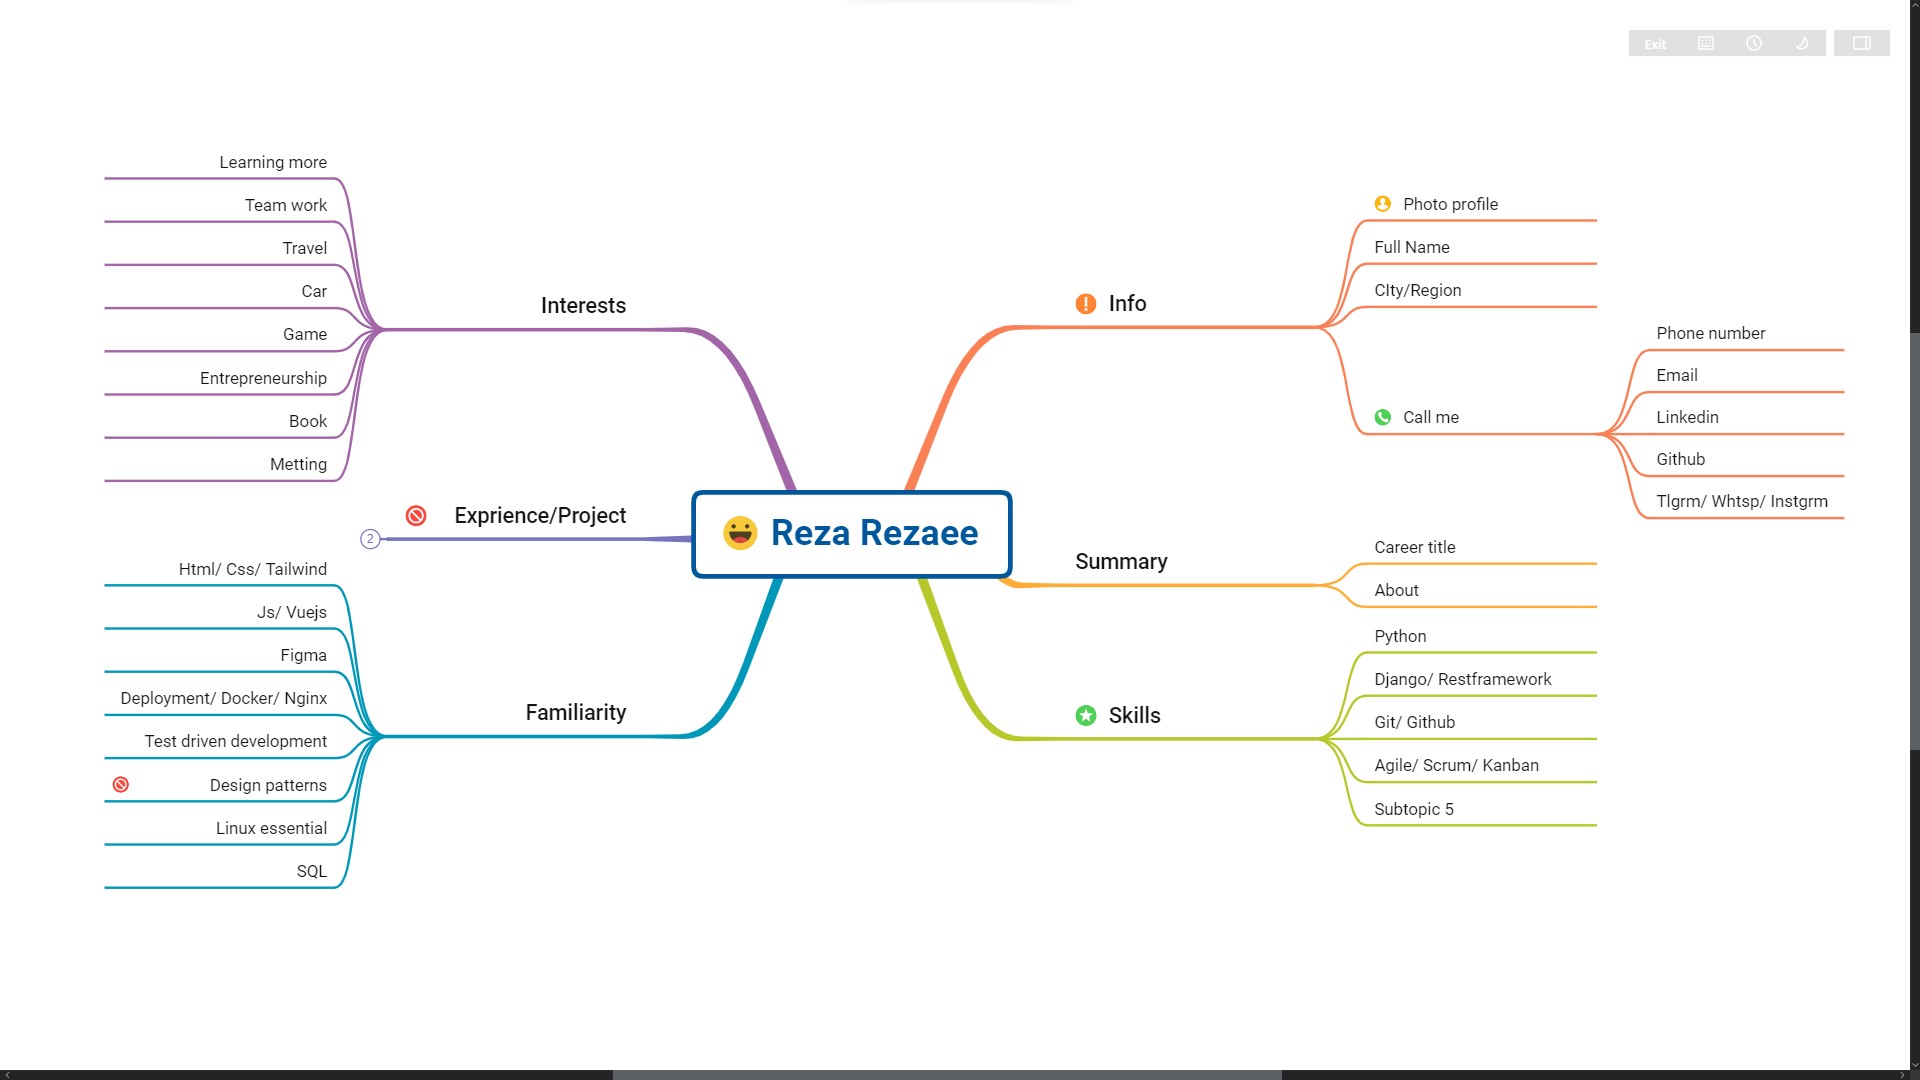 Exit
Learning more
Team work
Travel
Car
Game
Entrepreneurship
Book
Metting
Interests
Exprience/Project
2
Html/ Css/ Tailwind
Js/ Vuejs
Figma
Deployment/ Docker/ Nginx
Test driven development
Design patterns
Linux essential
SQL
Familiarity
Reza Rezaee
Info
Photo profile
Full Name
CIty/Region
Call me
Phone number
Email
Linkedin
Github
Tlgrm/ Whtsp/ Instgrm
Summary
Career title
About
Skills
Python
Django/ Restframework
Git/ Github
Agile/ Scrum/ Kanban
Subtopic 5